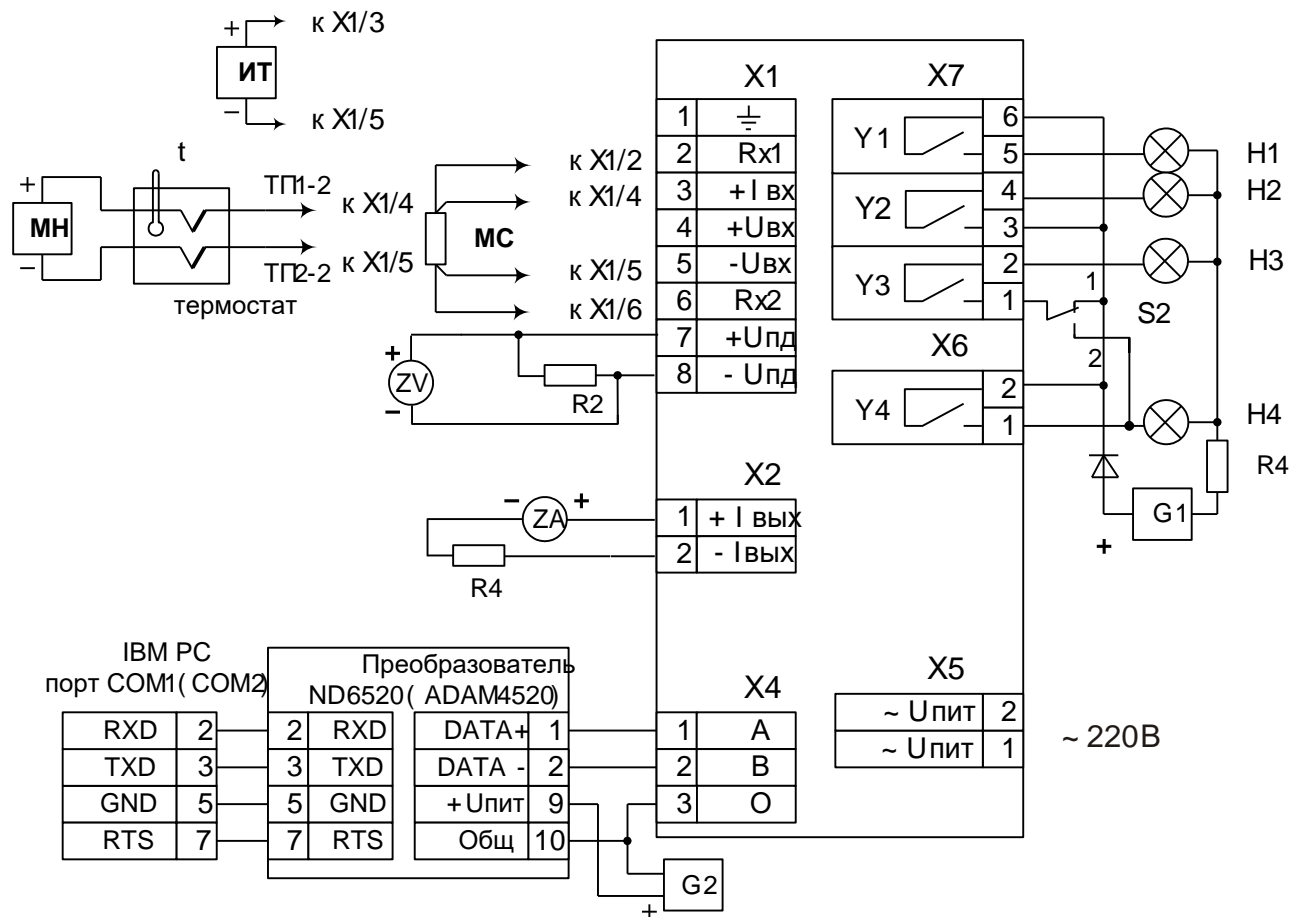 + к X1/3
ИТ
− к X1/5
t
+ ТП1-2 к X1/4
МН
− ТП2-2 к X1/5
термостат
к X1/2
к X1/4
МС
к X1/5
к X1/6
+
ZV
−
R2
X1
1
2 Rx1
3 +I вх
4 +Uвх
5 -Uвх
6 Rx2
7 +Uпд
8 - Uпд
X7
Y1 6
5
Y2 4
3
Y3 2
1
H1
H2
H3
1
S2
2
X6
Y4 2
1
H4
R4
G1
+
X2
1 + I вых
2 - I вых
− ZA +
R4
IBM PC
порт COM1( COM2)
RXD 2
TXD 3
GND 5
RTS 7
Преобразователь
ND6520( ADAM4520)
2 RXD DATA+ 1
3 TXD DATA - 2
5 GND +Uпит 9
7 RTS Общ 10
G2
+
X4
1 A
2 B
3 O
X5
~ Uпит 2
~ Uпит 1
~ 220В